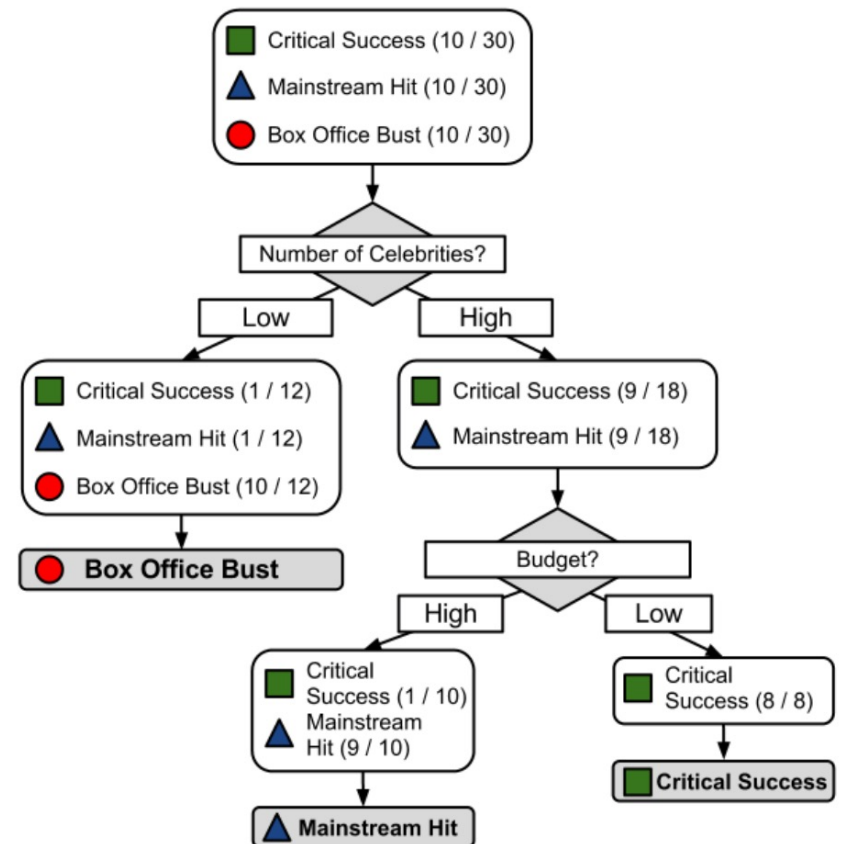 Critical Success (10 / 30)
Mainstream Hit (10 / 30)
Box Office Bust (10 / 30)
Number of Celebrities?
Low
High
Critical Success (1 / 12)
Mainstream Hit (1 / 12)
Box Office Bust (10 / 12)
Box Office Bust
Critical Success (9 / 18)
Mainstream Hit (9 / 18)
Budget?
High
Low
Critical
Success (1 / 10)
Mainstream
Hit (9 / 10)
Mainstream Hit
Critical
Success (8 / 8)
Critical Success